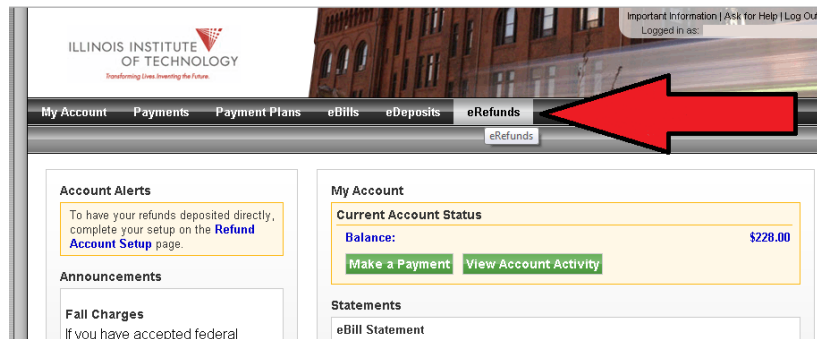 Important Information | Ask for Help | Log Out
Logged in as:
ILLINOIS INSTITUTE
OF TECHNOLOGY
Transforming Lives. Inventing the Future.
My Account Payments Payment Plans eBills eDeposits eRefunds
eRefunds
Account Alerts
To have your refunds deposited directly,
complete your setup on the Refund
Account Setup page.
Announcements
Fall Charges
If you have accepted federal
My Account
Current Account Status
Balance: $228.00
Make a Payment View Account Activity
Statements
eBill Statement